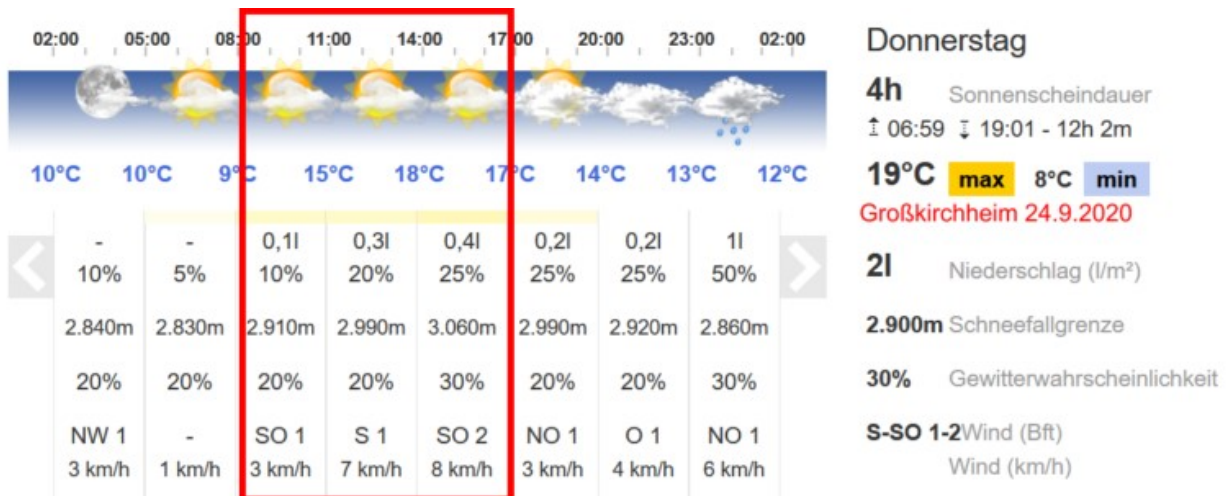 02:00 05:00 08:00 11:00 14:00 17:00 20:00 23:00 02:00
10°C 10°C 9°C 15°C 18°C 17°C 14°C 13°C 12°C
- - 0,1l 0,3l 0,4l 0,2l 0,2l 1l
10% 5% 10% 20% 25% 25% 25% 50%
2.840m 2.830m 2.910m 2.990m 3.060m 2.990m 2.920m 2.860m
20% 20% 20% 20% 30% 20% 20% 30%
NW 1 - SO 1 S 1 SO 2 NO 1 O 1 NO 1
3 km/h 1 km/h 3 km/h 7 km/h 8 km/h 3 km/h 4 km/h 6 km/h
Donnerstag
4h Sonnenscheindauer
06:59 19:01 - 12h 2m
19°C max 8°C min
Großkirchheim 24.9.2020
2l Niederschlag (l/m²)
2.900m Schneefallgrenze
30% Gewitterwahrscheinlichkeit
S-SO 1-2 Wind (Bft)
Wind (km/h)